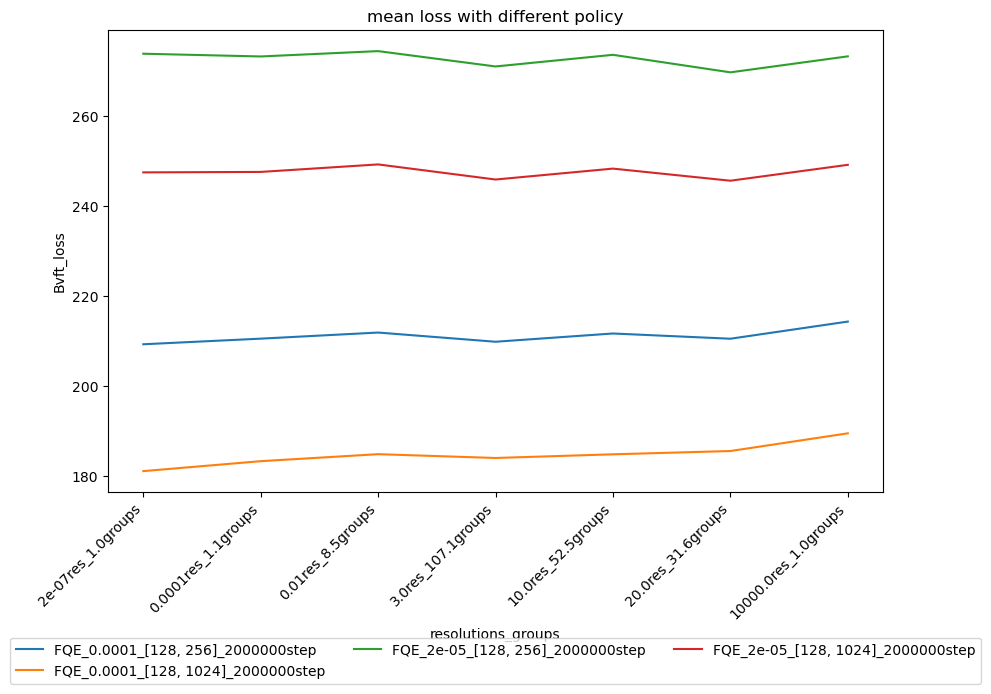 mean loss with different policy
Bvft_loss
260
240
220
200
180
2e-07res_1.0groups
0.0001res_1.1groups
0.01res_8.5groups
3.0res_107.1groups
10.0res_52.5groups
20.0res_31.6groups
10000.0res_1.0groups
resolutions_groups
FQE_0.0001_[128, 256]_2000000step
FQE_0.0001_[128, 1024]_2000000step
FQE_2e-05_[128, 256]_2000000step
FQE_2e-05_[128, 1024]_2000000step